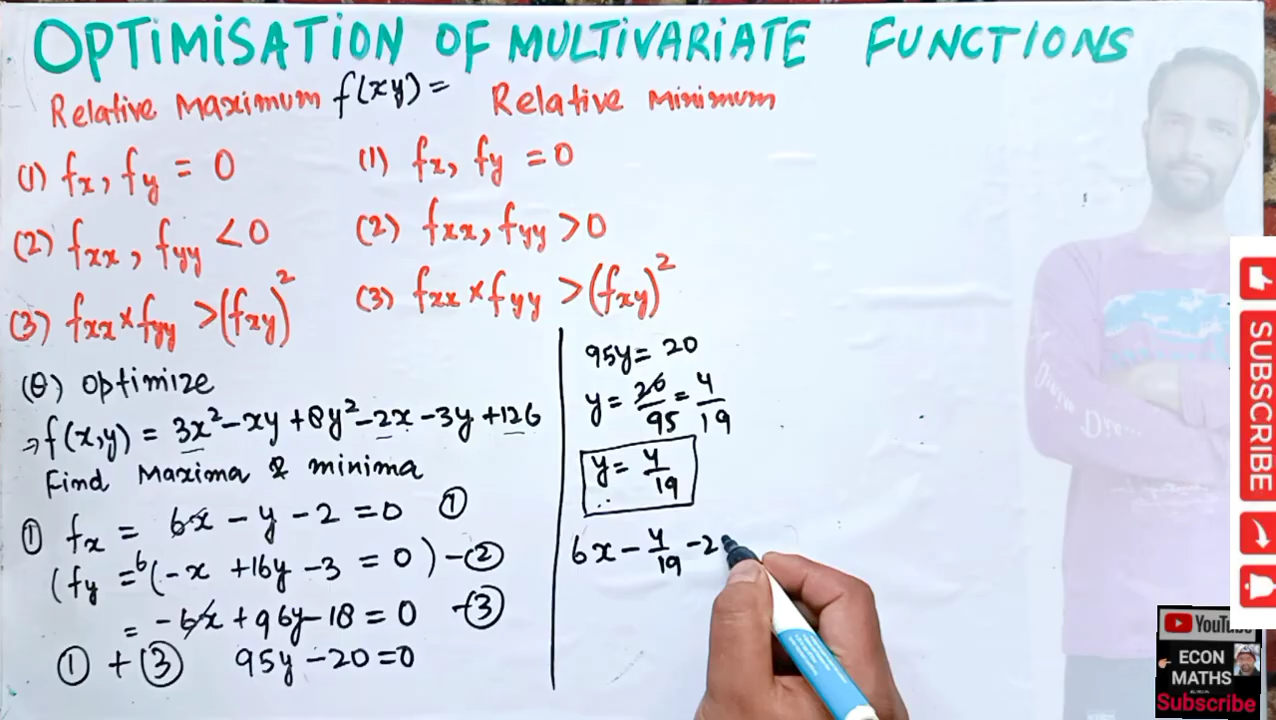 OPTIMISATION OF MULTIVARIATE FUNCTIONS
Relative Maximum f(xy) = Relative Minimum
(1) fx, fy = 0
(2) fxx, fyy < 0
(3) fxx × fyy > (fxy)²
(1) fx, fy = 0
(2) fxx, fyy > 0
(3) fxx × fyy > (fxy)²
(θ) optimize
→ f(x,y) = 3x² - xy + 8y² - 2x - 3y + 126
Find Maxima & minima
① fx = 6x - y - 2 = 0 ①
(fy = 6(-x + 16y - 3 = 0) - ②
= -6x + 96y - 18 = 0 - ③
① + ③ 95y - 20 = 0
95y = 20
y = 20/95 = 4/19
y = 4/19
6x - 4/19 - 2
SUBSCRIBE
YouTube
ECON
MATHS
Subscribe